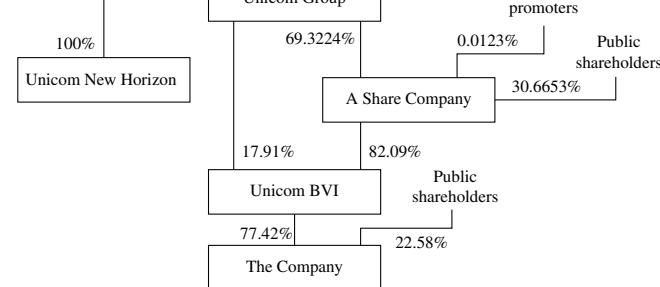 Unicom Group
promoters
100%
69.3224%
0.0123%
Public
shareholders
Unicom New Horizon
A Share Company
30.6653%
17.91%
82.09%
Public
shareholders
Unicom BVI
77.42%
22.58%
The Company